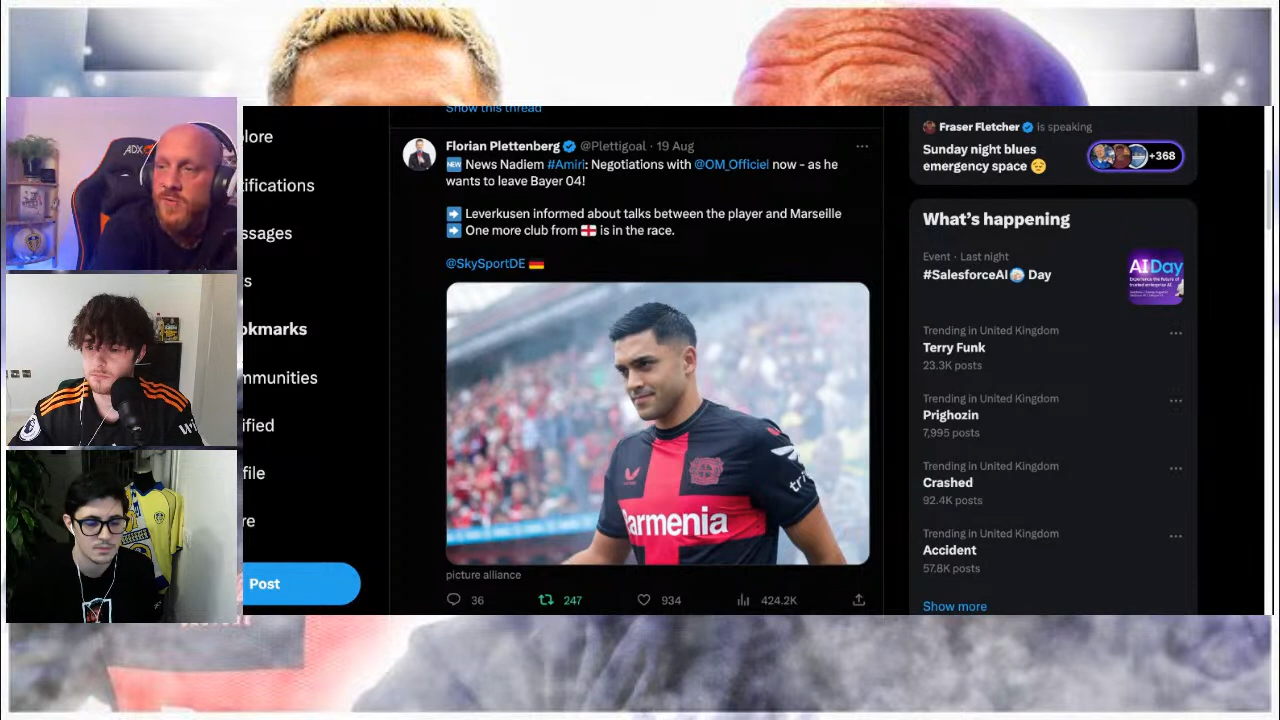 Show this thread
Florian Plettenberg @Plettigoal · 19 Aug
NEW News Nadiem #Amiri: Negotiations with @OM_Officiel now - as he
wants to leave Bayer 04!
Leverkusen informed about talks between the player and Marseille
One more club from is in the race.
@SkySportDE
Barmenia
picture alliance
36
247
934
424.2K
lore
tifications
ssages
s
okmarks
mmunities
ified
file
re
Post
Fraser Fletcher is speaking
Sunday night blues
emergency space
+368
What's happening
Event · Last night
#SalesforceAI Day
AI Day
Trending in United Kingdom
Terry Funk
23.3K posts
Trending in United Kingdom
Prighozin
7,995 posts
Trending in United Kingdom
Crashed
92.4K posts
Trending in United Kingdom
Accident
57.8K posts
Show more
ADX